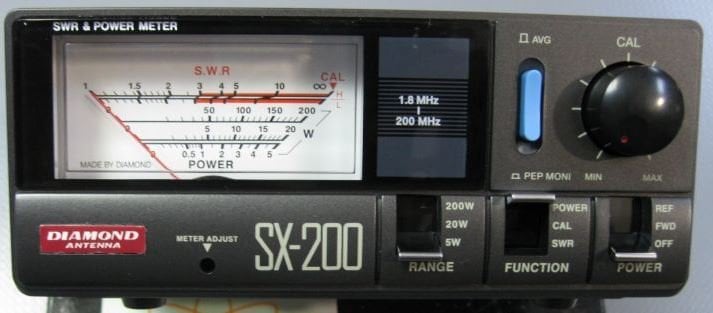 SWR & POWER METER
S.W.R
CAL
1 1.5 2 3 4 5 10 ∞
H
L
50 100 150 200
5 10 15 20 W
0.5 1 2 3 4 5
MADE BY DIAMOND POWER
1.8 MHz
200 MHz
AVG
CAL
PEP MONI MIN MAX
DIAMOND
ANTENNA
METER ADJUST
SX-200
200W
20W
5W
RANGE
POWER
CAL
SWR
FUNCTION
REF
FWD
OFF
POWER